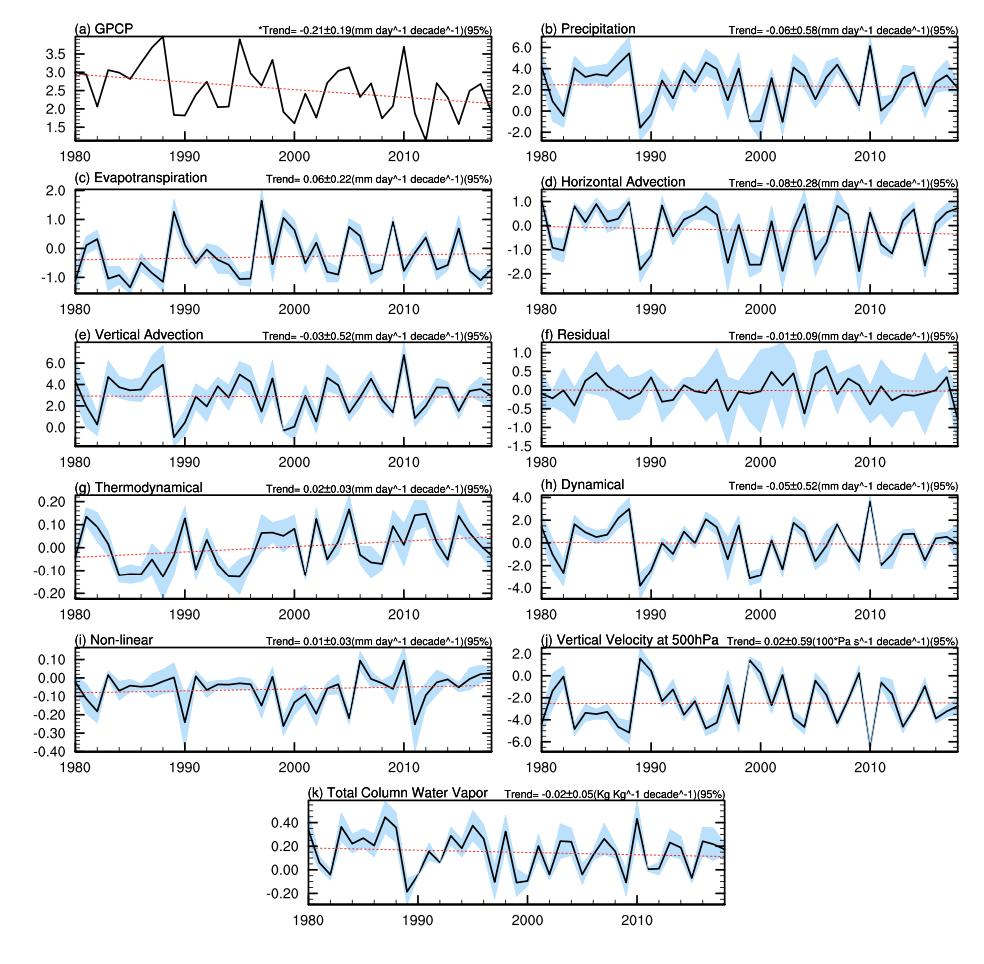 (a) GPCP *Trend= -0.21±0.19(mm day^-1 decade^-1)(95%)
3.5
3.0
2.5
2.0
1.5
1980 1990 2000 2010
(b) Precipitation Trend= -0.06±0.58(mm day^-1 decade^-1)(95%)
6.0
4.0
2.0
0.0
-2.0
1980 1990 2000 2010
(c) Evapotranspiration Trend= 0.06±0.22(mm day^-1 decade^-1)(95%)
2.0
1.0
0.0
-1.0
1980 1990 2000 2010
(d) Horizontal Advection Trend= -0.08±0.28(mm day^-1 decade^-1)(95%)
1.0
0.0
-1.0
-2.0
1980 1990 2000 2010
(e) Vertical Advection Trend= -0.03±0.52(mm day^-1 decade^-1)(95%)
6.0
4.0
2.0
0.0
1980 1990 2000 2010
(f) Residual Trend= -0.01±0.09(mm day^-1 decade^-1)(95%)
1.0
0.5
0.0
-0.5
-1.0
-1.5
1980 1990 2000 2010
(g) Thermodynamical Trend= 0.02±0.03(mm day^-1 decade^-1)(95%)
0.20
0.10
0.00
-0.10
-0.20
1980 1990 2000 2010
(h) Dynamical Trend= -0.05±0.52(mm day^-1 decade^-1)(95%)
4.0
2.0
0.0
-2.0
-4.0
1980 1990 2000 2010
(i) Non-linear Trend= 0.01±0.03(mm day^-1 decade^-1)(95%)
0.10
0.00
-0.10
-0.20
-0.30
-0.40
1980 1990 2000 2010
(j) Vertical Velocity at 500hPa Trend= 0.02±0.59(100*Pa s^-1 decade^-1)(95%)
2.0
0.0
-2.0
-4.0
-6.0
1980 1990 2000 2010
(k) Total Column Water Vapor Trend= -0.02±0.05(Kg Kg^-1 decade^-1)(95%)
0.40
0.20
0.00
-0.20
1980 1990 2000 2010